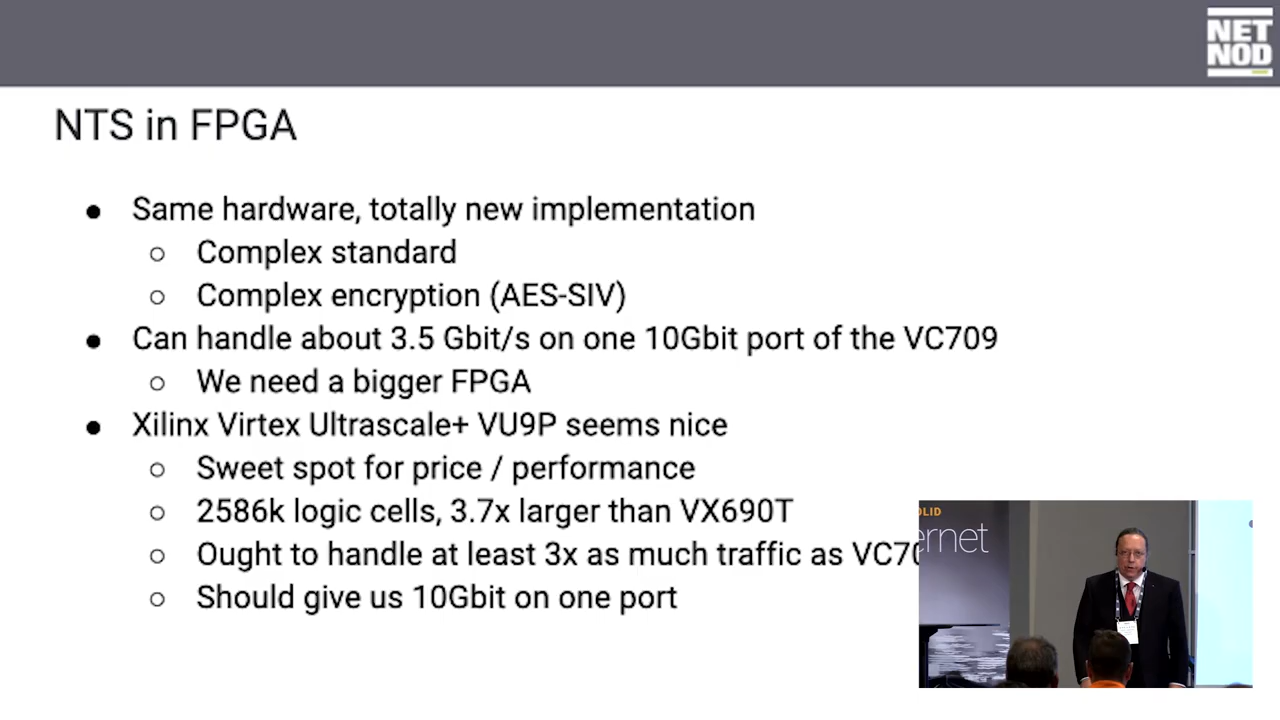 NET
NOD
NTS in FPGA
● Same hardware, totally new implementation
○ Complex standard
○ Complex encryption (AES-SIV)
● Can handle about 3.5 Gbit/s on one 10Gbit port of the VC709
○ We need a bigger FPGA
● Xilinx Virtex Ultrascale+ VU9P seems nice
○ Sweet spot for price / performance
○ 2586k logic cells, 3.7x larger than VX690T
○ Ought to handle at least 3x as much traffic as VC70
○ Should give us 10Gbit on one port
OLID
ernet